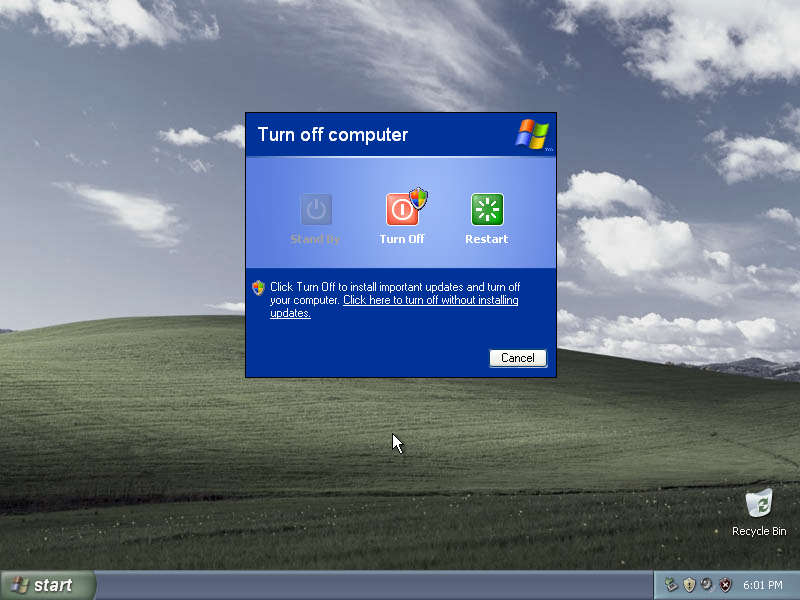 Turn off computer
Stand By
Turn Off
Restart
Click Turn Off to install important updates and turn off
your computer. Click here to turn off without installing
updates.
Cancel
Recycle Bin
start
6:01 PM